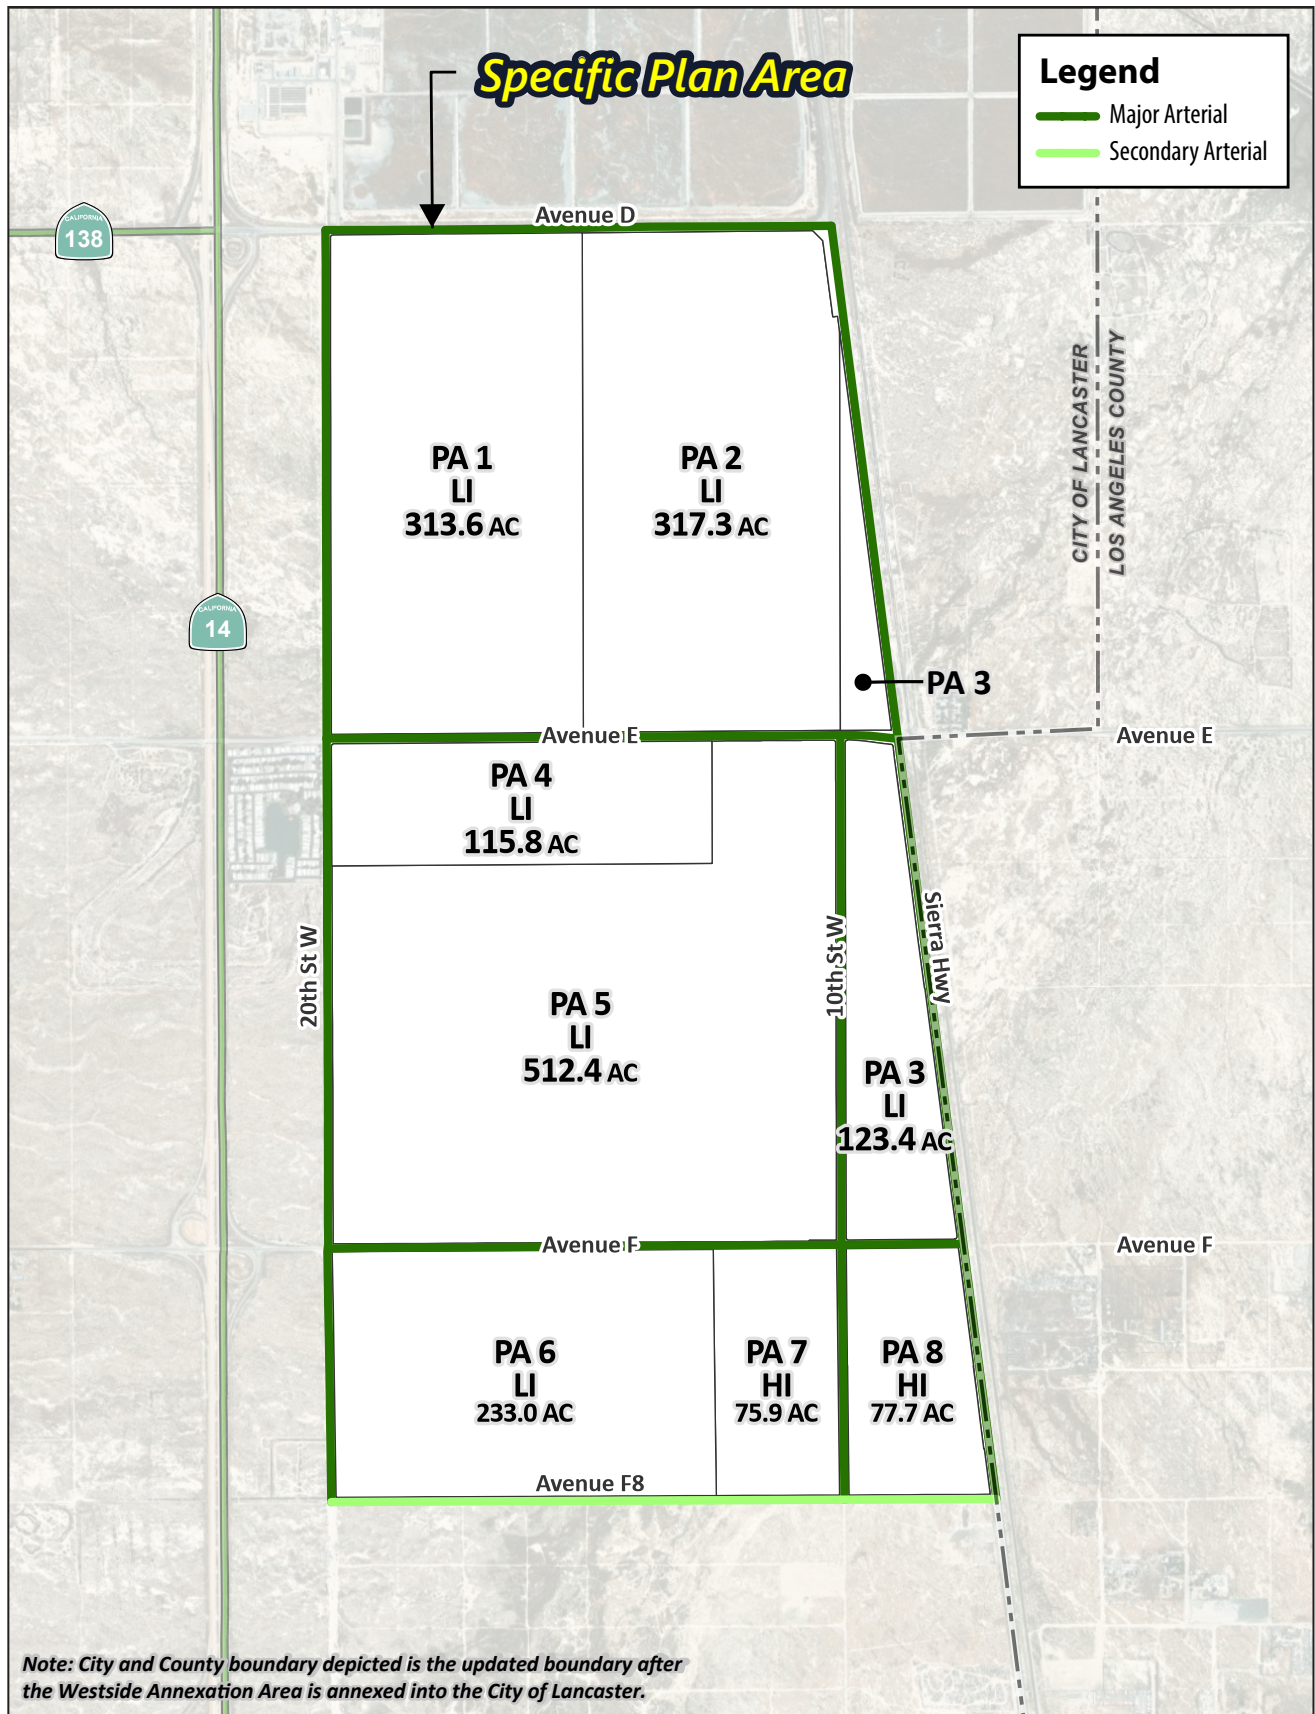 Specific Plan Area
Legend
Major Arterial
Secondary Arterial
CALIFORNIA
138
Avenue D
CITY OF LANCASTER
LOS ANGELES COUNTY
PA 1
LI
313.6 AC
PA 2
LI
317.3 AC
CALIFORNIA
14
PA 3
Avenue E
Avenue E
PA 4
LI
115.8 AC
20th St W
10th St W
Sierra Hwy
PA 5
LI
512.4 AC
PA 3
LI
123.4 AC
Avenue F
Avenue F
PA 6
LI
233.0 AC
PA 7
HI
75.9 AC
PA 8
HI
77.7 AC
Avenue F8
Note: City and County boundary depicted is the updated boundary after
the Westside Annexation Area is annexed into the City of Lancaster.